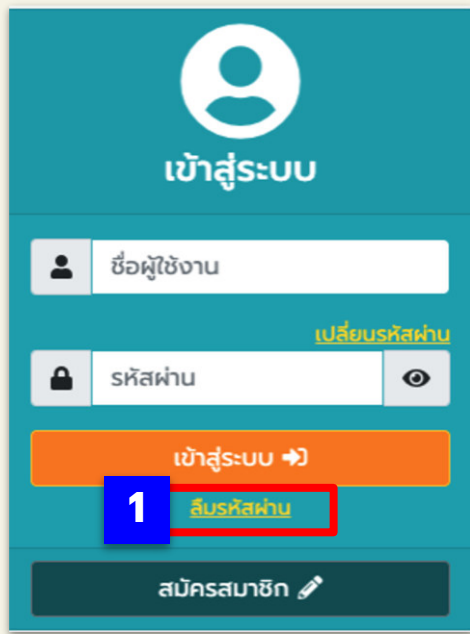 เข้าสู่ระบบ
ชื่อผู้ใช้งาน
เปลี่ยนรหัสผ่าน
รหัสผ่าน
เข้าสู่ระบบ
1
ลืมรหัสผ่าน
สมัครสมาชิก